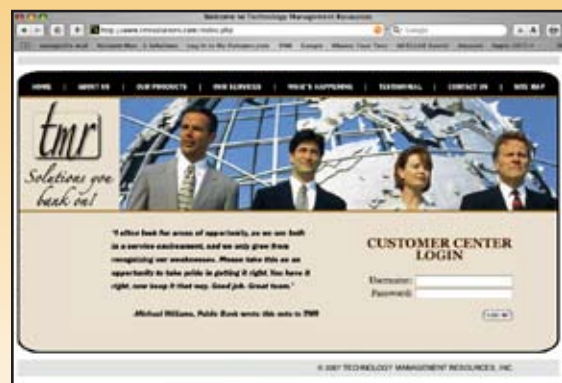 Welcome to Technology Management Resources
Google
HOME | ABOUT US | OUR PRODUCTS | OUR SERVICES | WHAT'S HAPPENING | TESTIMONIAL | CONTACT US | SITE MAP
tmr
Solutions you
bank on!
"I often look for areas of opportunity, as we are both
in a service environment, and we only grow from
recognizing our weaknesses. Please take this as an
opportunity to take pride in getting it right. You have it
right, now keep it that way. Good job. Great team."
Michael Williams, Public Bank wrote this note to TMR
CUSTOMER CENTER
LOGIN
Username:
Password:
© 2007 TECHNOLOGY MANAGEMENT RESOURCES, INC